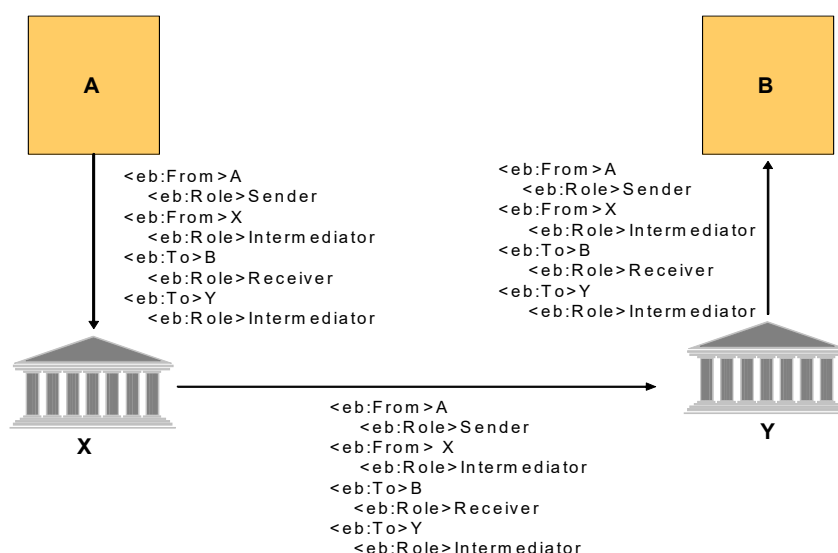 A
B
<eb:From>A
<eb:Role>Sender
<eb:From>X
<eb:Role>Intermediator
<eb:To>B
<eb:Role>Receiver
<eb:To>Y
<eb:Role>Intermediator
<eb:From>A
<eb:Role>Sender
<eb:From>X
<eb:Role>Intermediator
<eb:To>B
<eb:Role>Receiver
<eb:To>Y
<eb:Role>Intermediator
X
Y
<eb:From>A
<eb:Role>Sender
<eb:From> X
<eb:Role>Intermediator
<eb:To>B
<eb:Role>Receiver
<eb:To>Y
<eb:Role>Intermediator